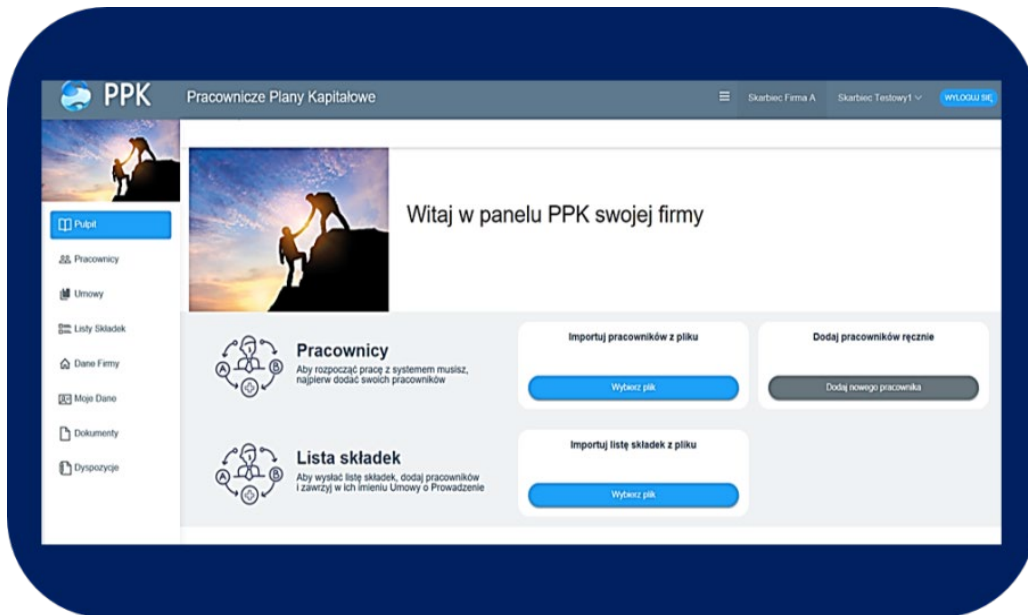 PPK
Pracownicze Plany Kapitałowe
Skarbiec Firma A
Skarbiec Testowy1
WYLOGUJ SIĘ
Pulpit
Pracownicy
Umowy
Listy Składek
Dane Firmy
Moje Dane
Dokumenty
Dyspozycje
Witaj w panelu PPK swojej firmy
Pracownicy
Aby rozpocząć pracę z systemem musisz,
najpierw dodać swoich pracowników
Importuj pracowników z pliku
Wybierz plik
Dodaj pracowników ręcznie
Dodaj nowego pracownika
Lista składek
Aby wysłać listę składek, dodaj pracowników
i zawrzyj w ich imieniu Umowy o Prowadzenie
Importuj listę składek z pliku
Wybierz plik
A
B
A
B